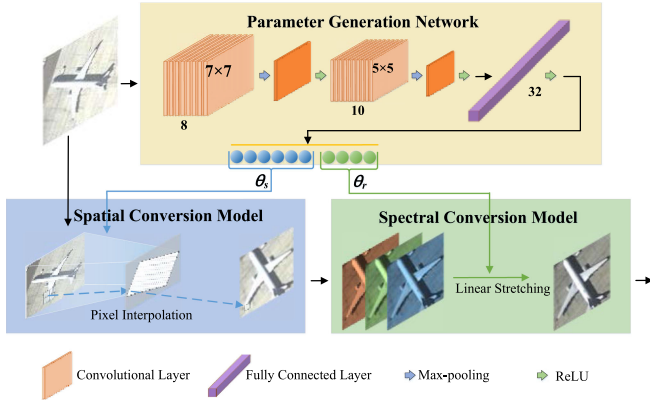 Parameter Generation Network
7×7
5×5
8
10
32
θs
θr
Spatial Conversion Model
Spectral Conversion Model
Pixel Interpolation
Linear Stretching
Convolutional Layer
Fully Connected Layer
Max-pooling
ReLU